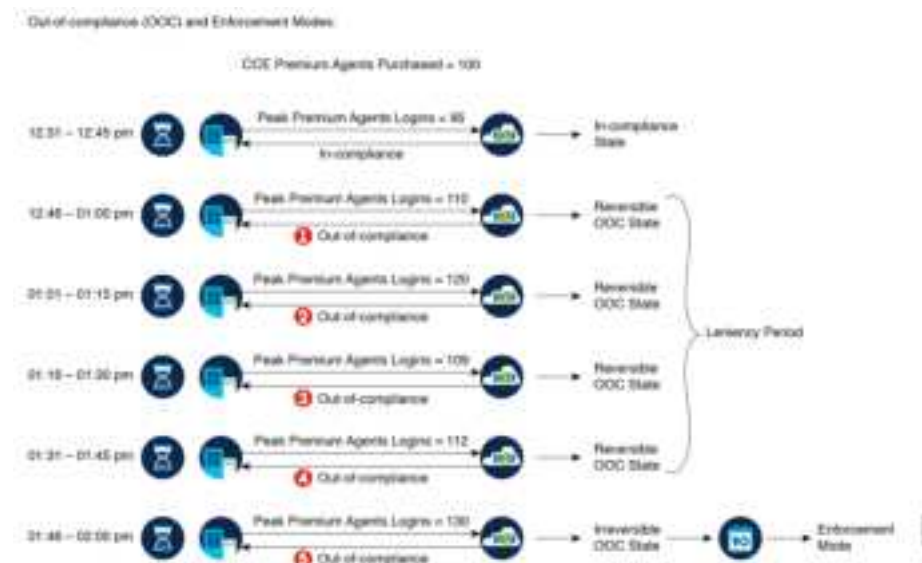 Out-of-compliance (OOC) and Enforcement Modes:
CCE Premium Agents Purchased = 100
12:31 – 12:45 pm
Peak Premium Agents Logins = 95
In-compliance
In-compliance State
12:46 – 01:00 pm
Peak Premium Agents Logins = 110
1 Out of compliance
Reversible OOC State
01:01 – 01:15 pm
Peak Premium Agents Logins = 120
2 Out of compliance
Reversible OOC State
01:16 – 01:30 pm
Peak Premium Agents Logins = 109
3 Out of-compliance
Reversible OOC State
Leniency Period
01:31 – 01:45 pm
Peak Premium Agents Logins = 112
4 Out of compliance
Reversible OOC State
01:46 – 02:00 pm
Peak Premium Agents Logins = 130
5 Out of compliance
Irreversible OOC State
90
Enforcement Mode